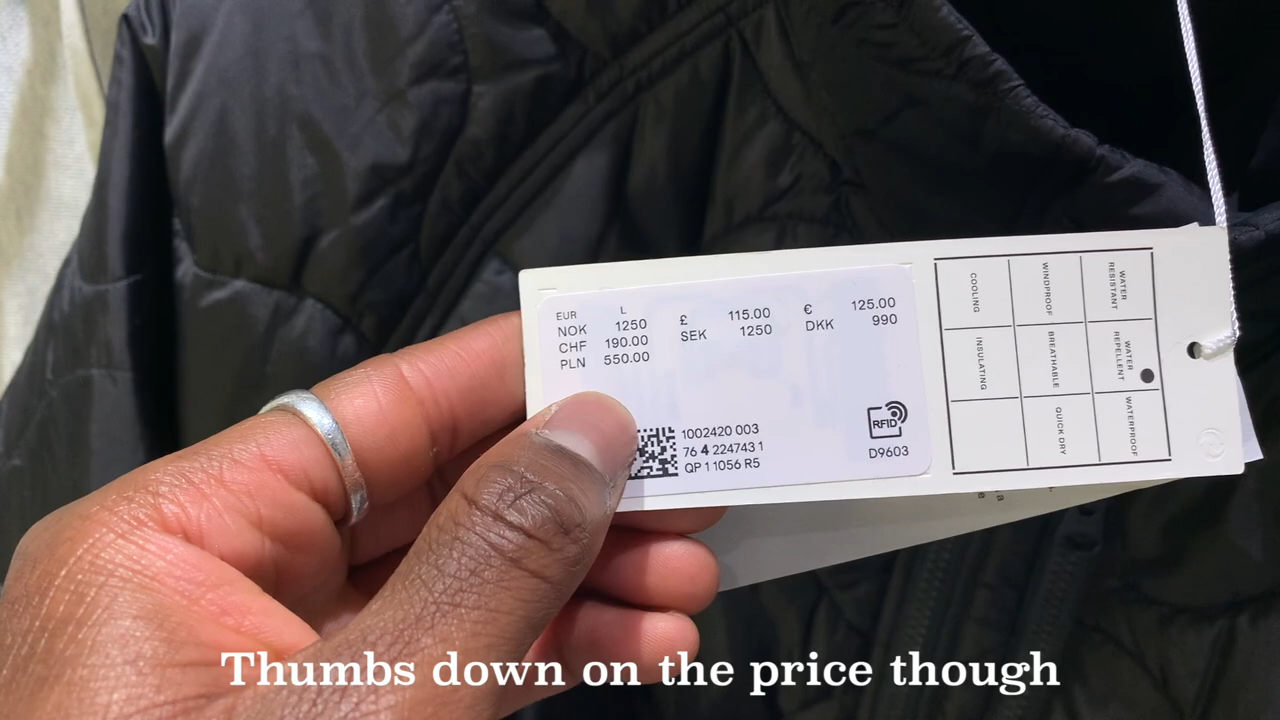 EUR L
NOK 1250
CHF 190.00
PLN 550.00
£ 115.00
SEK 1250
€ 125.00
DKK 990
1002420 003
76 4 224743 1
QP 1 1056 R5
RFID
D9603
COOLING
WINDPROOF
WATER
RESISTANT
INSULATING
BREATHABLE
WATER
REPELLENT
QUICK DRY
WATERPROOF
Thumbs down on the price though